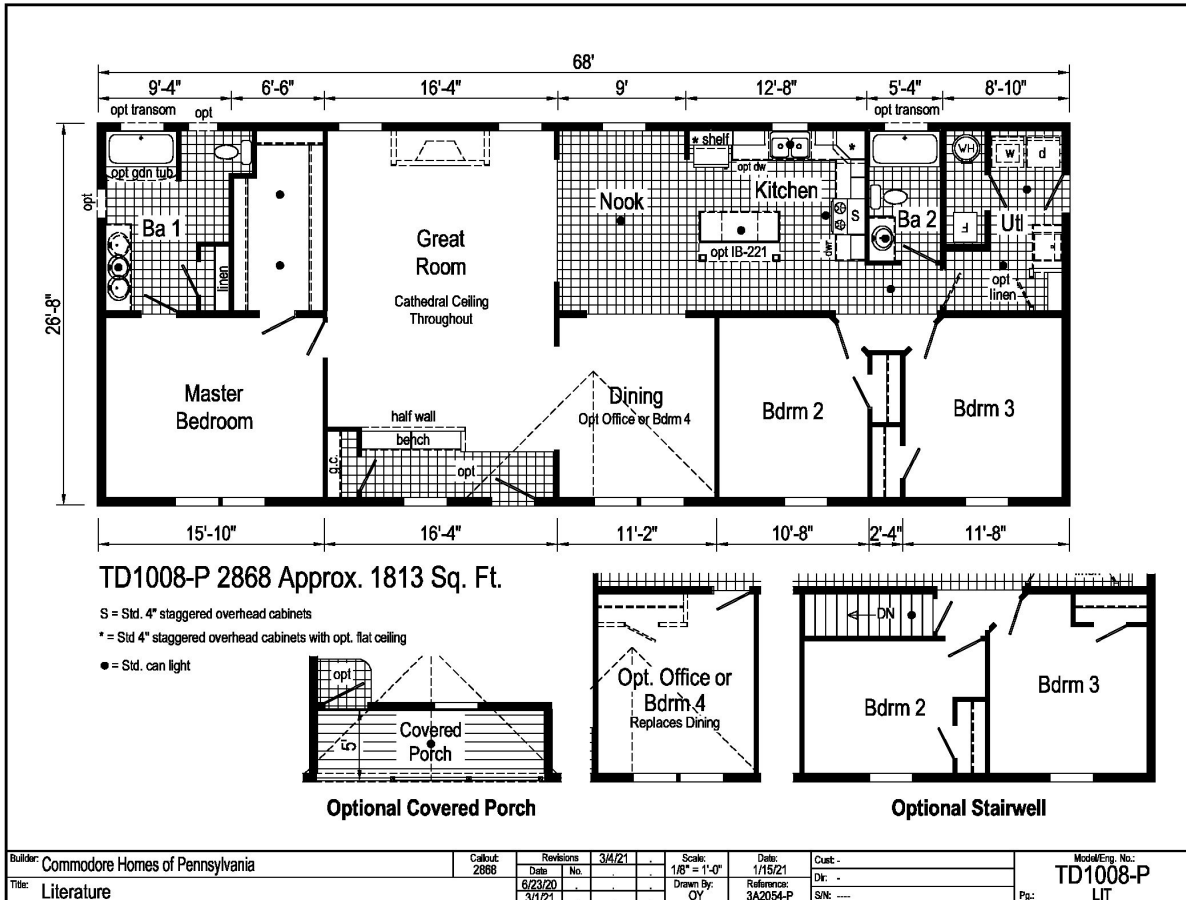 68'
9'-4" 6'-6" 16'-4" 9' 12'-8" 5'-4" 8'-10"
opt transom opt opt transom
26'-8"
opt
opt gdn tub
Ba 1
linen
Great
Room
Cathedral Ceiling
Throughout
Nook
* shelf
opt dw
*
Kitchen
S
opt IB-221
dwr
Ba 2
WH
w d
F
Utl
opt
linen
Master
Bedroom
half wall
bench
g.c.
opt
Dining
Opt Office or Bdrm 4
Bdrm 2
Bdrm 3
15'-10" 16'-4" 11'-2" 10'-8" 2'-4" 11'-8"
TD1008-P 2868 Approx. 1813 Sq. Ft.
S = Std. 4" staggered overhead cabinets
* = Std 4" staggered overhead cabinets with opt. flat ceiling
● = Std. can light
opt
Covered
Porch
5'
Optional Covered Porch
Opt. Office or
Bdrm 4
Replaces Dining
DN
Bdrm 2
Bdrm 3
Optional Stairwell
Builder: Commodore Homes of Pennsylvania
Title: Literature
Callout:
2868
Revisions 3/4/21 .
Date No. . .
6/23/20 . . .
3/1/21
Scale:
1/8" = 1'-0"
Drawn By:
OY
Date:
1/15/21
Reference:
3A2054-P
Cust: -
Dlr: -
S/N: ----
Model/Eng. No.:
TD1008-P
Pg.: LIT